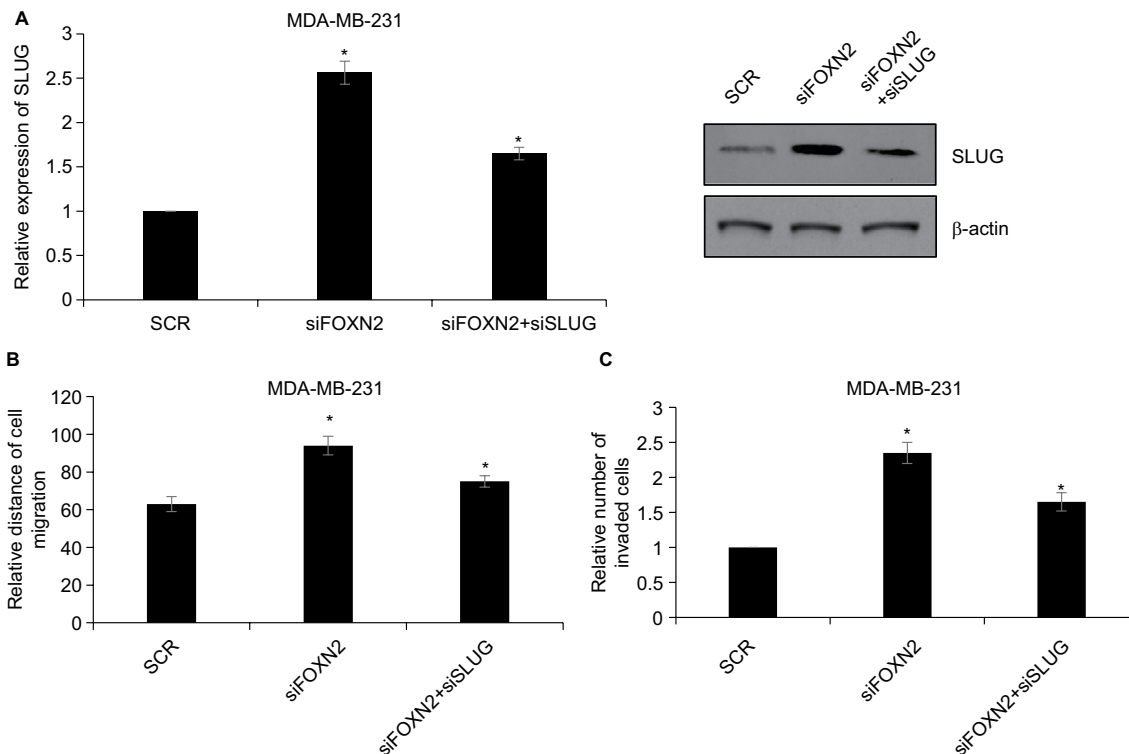 A
MDA-MB-231
Relative expression of SLUG
3
2.5
2
1.5
1
0.5
0
*
*
SCR
siFOXN2
siFOXN2+siSLUG
SCR
siFOXN2
siFOXN2
+siSLUG
SLUG
β-actin
B
MDA-MB-231
Relative distance of cell
migration
120
100
80
60
40
20
0
*
*
SCR
siFOXN2
siFOXN2+siSLUG
C
MDA-MB-231
Relative number of
invaded cells
3
2.5
2
1.5
1
0.5
0
*
*
SCR
siFOXN2
siFOXN2+siSLUG